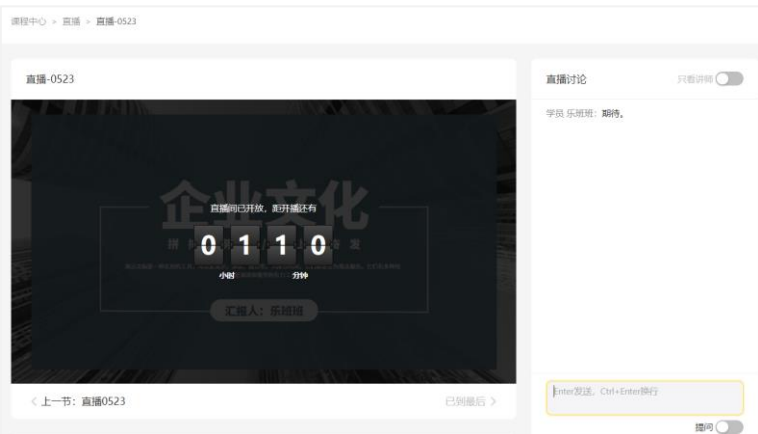 课程中心 > 直播 > 直播-0523
直播-0523
企业文化
直播间已开放，距开播还有
0 1 1 0
小时 分钟
汇报人：乐班班
< 上一节：直播0523
已到最后 >
直播讨论
只看讲师
学员 乐班班：期待。
Enter发送，Ctrl+Enter换行
提问